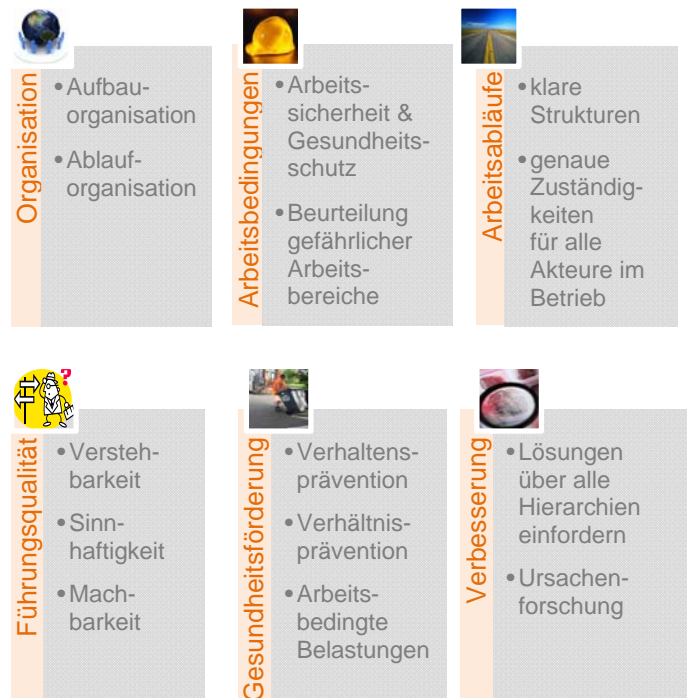 Organisation
•Aufbau-
organisation
•Ablauf-
organisation
Arbeitsbedingungen
•Arbeits-
sicherheit &
Gesundheits-
schutz
•Beurteilung
gefährlicher
Arbeits-
bereiche
Arbeitsabläufe
•klare
Strukturen
•genaue
Zuständig-
keiten
für alle
Akteure im
Betrieb
Führungsqualität
?
•Versteh-
barkeit
•Sinn-
haftigkeit
•Mach-
barkeit
Gesundheitsförderung
•Verhaltens-
prävention
•Verhältnis-
prävention
•Arbeits-
bedingte
Belastungen
Verbesserung
•Lösungen
über alle
Hierarchien
einfordern
•Ursachen-
forschung